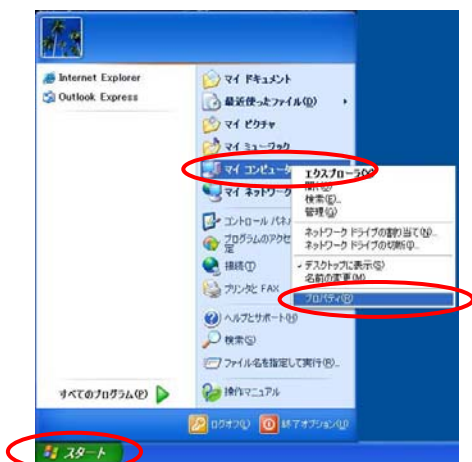 Internet Explorer
Outlook Express
マイ ドキュメント
最近使ったファイル(D)
マイ ピクチャ
マイ ミュージック
マイ コンピュータ
マイ ネットワーク
コントロール パネル
プログラムのアクセ
定
接続(T)
プリンタと FAX
ヘルプとサポート(H)
検索(S)
ファイル名を指定して実行(R)...
操作マニュアル
エクスプローラ(X)
開く(O)
検索(E)...
管理(G)
ネットワーク ドライブの割り当て(N)...
ネットワーク ドライブの切断(I)...
デスクトップに表示(S)
名前の変更(M)
プロパティ(R)
すべてのプログラム(P)
ログオフ(L)
終了オプション(U)
スタート